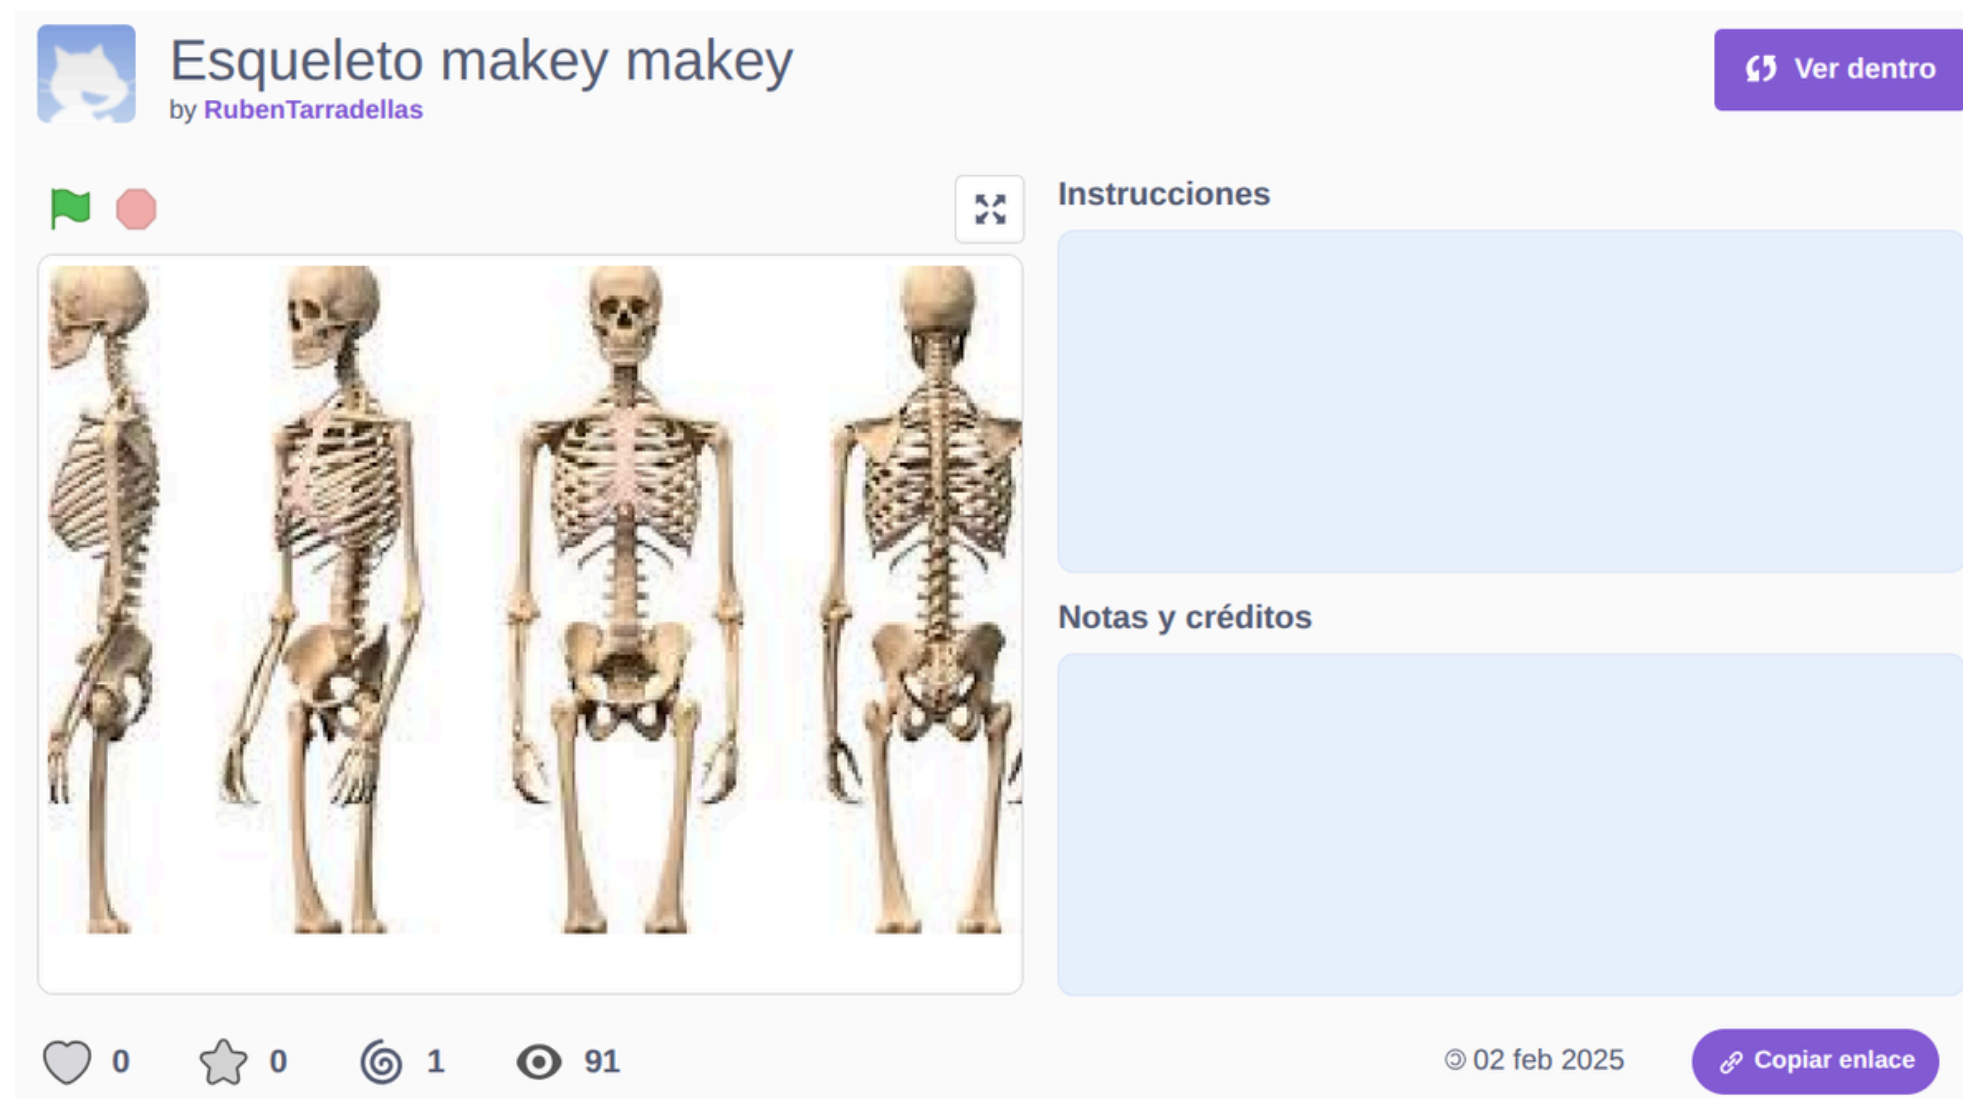 Esqueleto makey makey
by RubenTarradellas
Ver dentro
Instrucciones
Notas y créditos
0
0
1
91
02 feb 2025
Copiar enlace